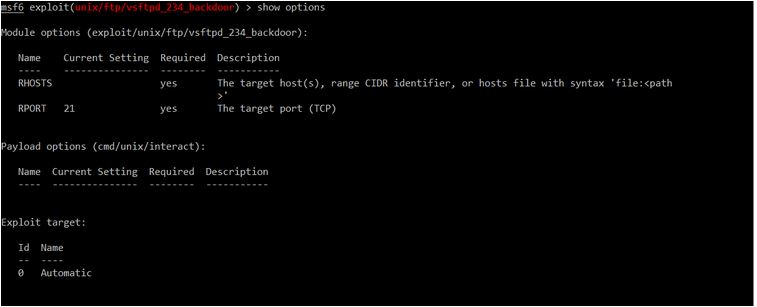 msf6 exploit(unix/ftp/vsftpd_234_backdoor) > show options
Module options (exploit/unix/ftp/vsftpd_234_backdoor):
Name Current Setting Required Description
---- --------------- -------- -----------
RHOSTS yes The target host(s), range CIDR identifier, or hosts file with syntax 'file:<path
>'
RPORT 21 yes The target port (TCP)
Payload options (cmd/unix/interact):
Name Current Setting Required Description
---- --------------- -------- -----------
Exploit target:
Id Name
-- ----
0 Automatic